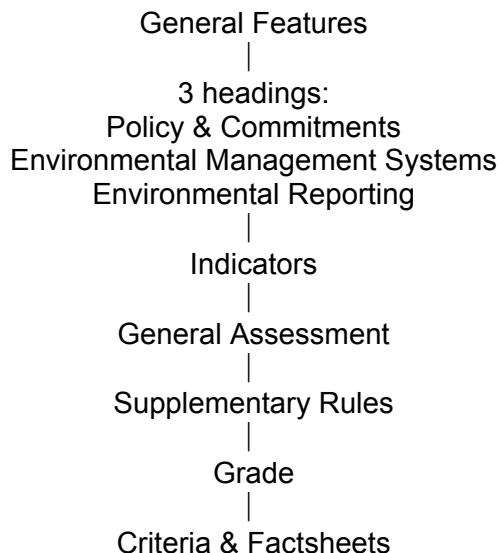 General Features
3 headings:
Policy & Commitments
Environmental Management Systems
Environmental Reporting
Indicators
General Assessment
Supplementary Rules
Grade
Criteria & Factsheets